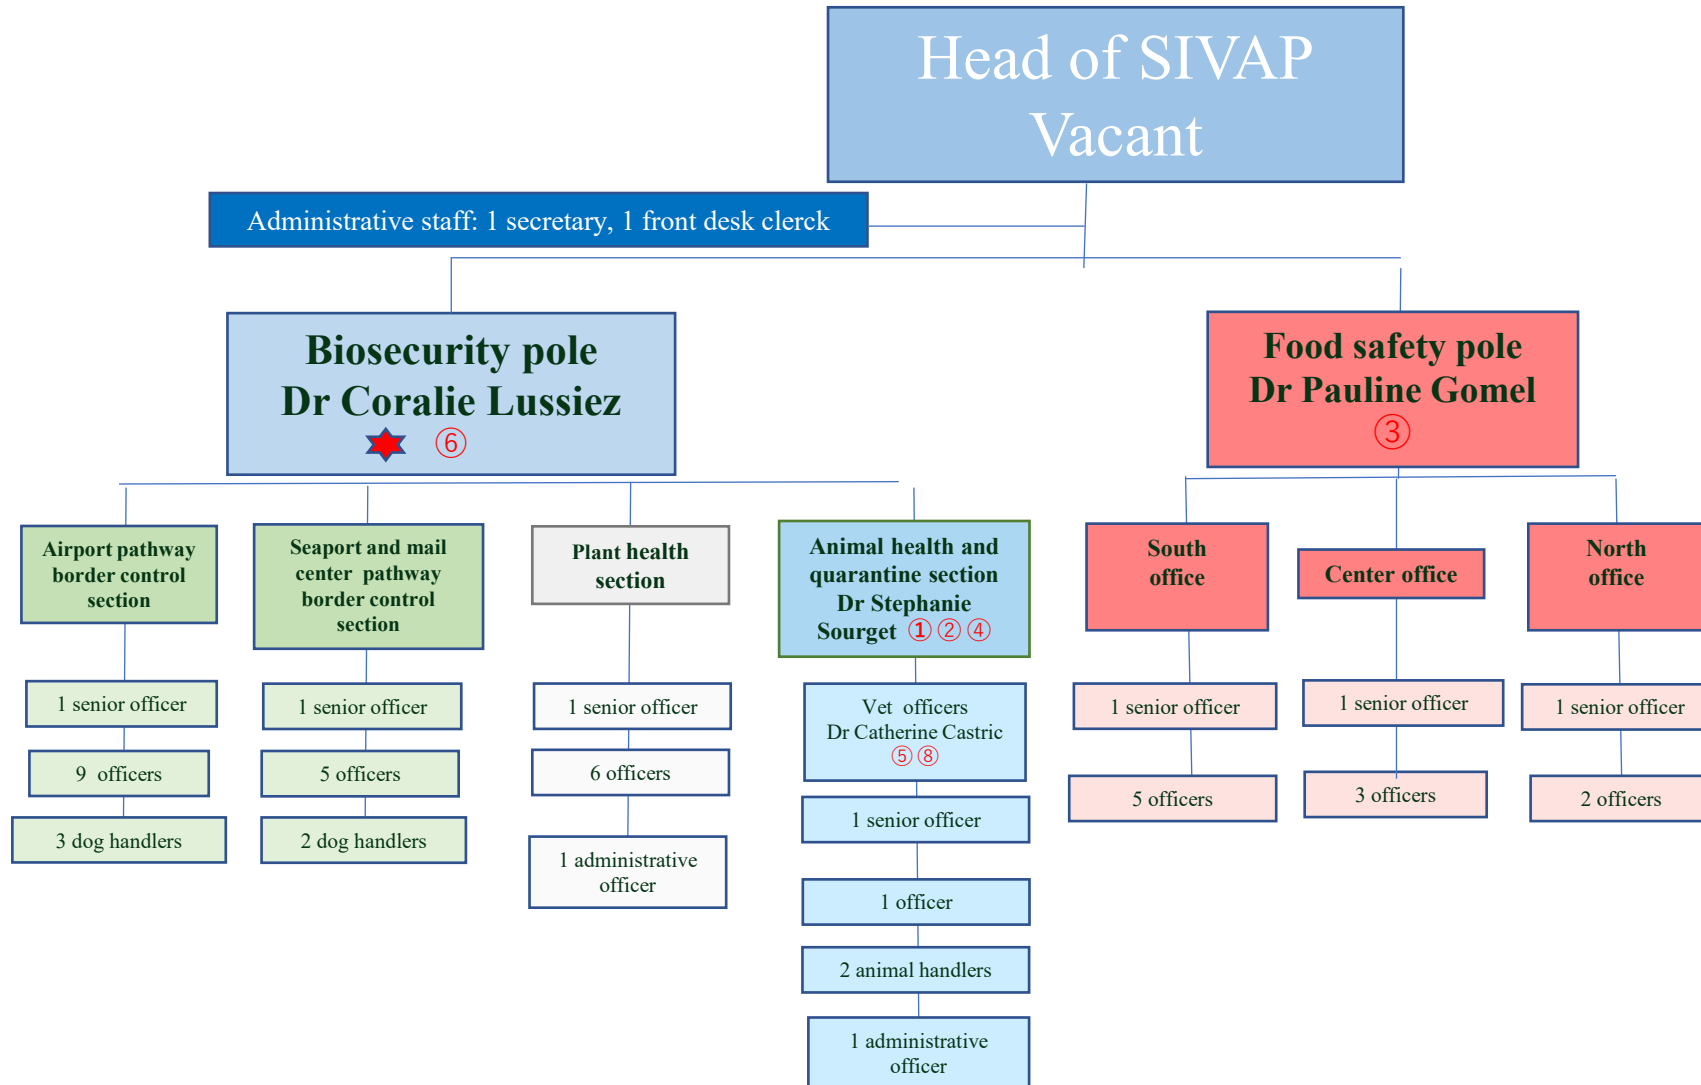 Head of SIVAP
Vacant
Administrative staff: 1 secretary, 1 front desk clerck
Biosecurity pole
Dr Coralie Lussiez
⑥
Food safety pole
Dr Pauline Gomel
③
Airport pathway
border control
section
1 senior officer
9 officers
3 dog handlers
Seaport and mail
center pathway
border control
section
1 senior officer
5 officers
2 dog handlers
Plant health
section
1 senior officer
6 officers
1 administrative
officer
Animal health and
quarantine section
Dr Stephanie
Sourget ① ② ④
Vet officers
Dr Catherine Castric
⑤ ⑧
1 senior officer
1 officer
2 animal handlers
1 administrative
officer
South
office
1 senior officer
5 officers
Center office
1 senior officer
3 officers
North
office
1 senior officer
2 officers